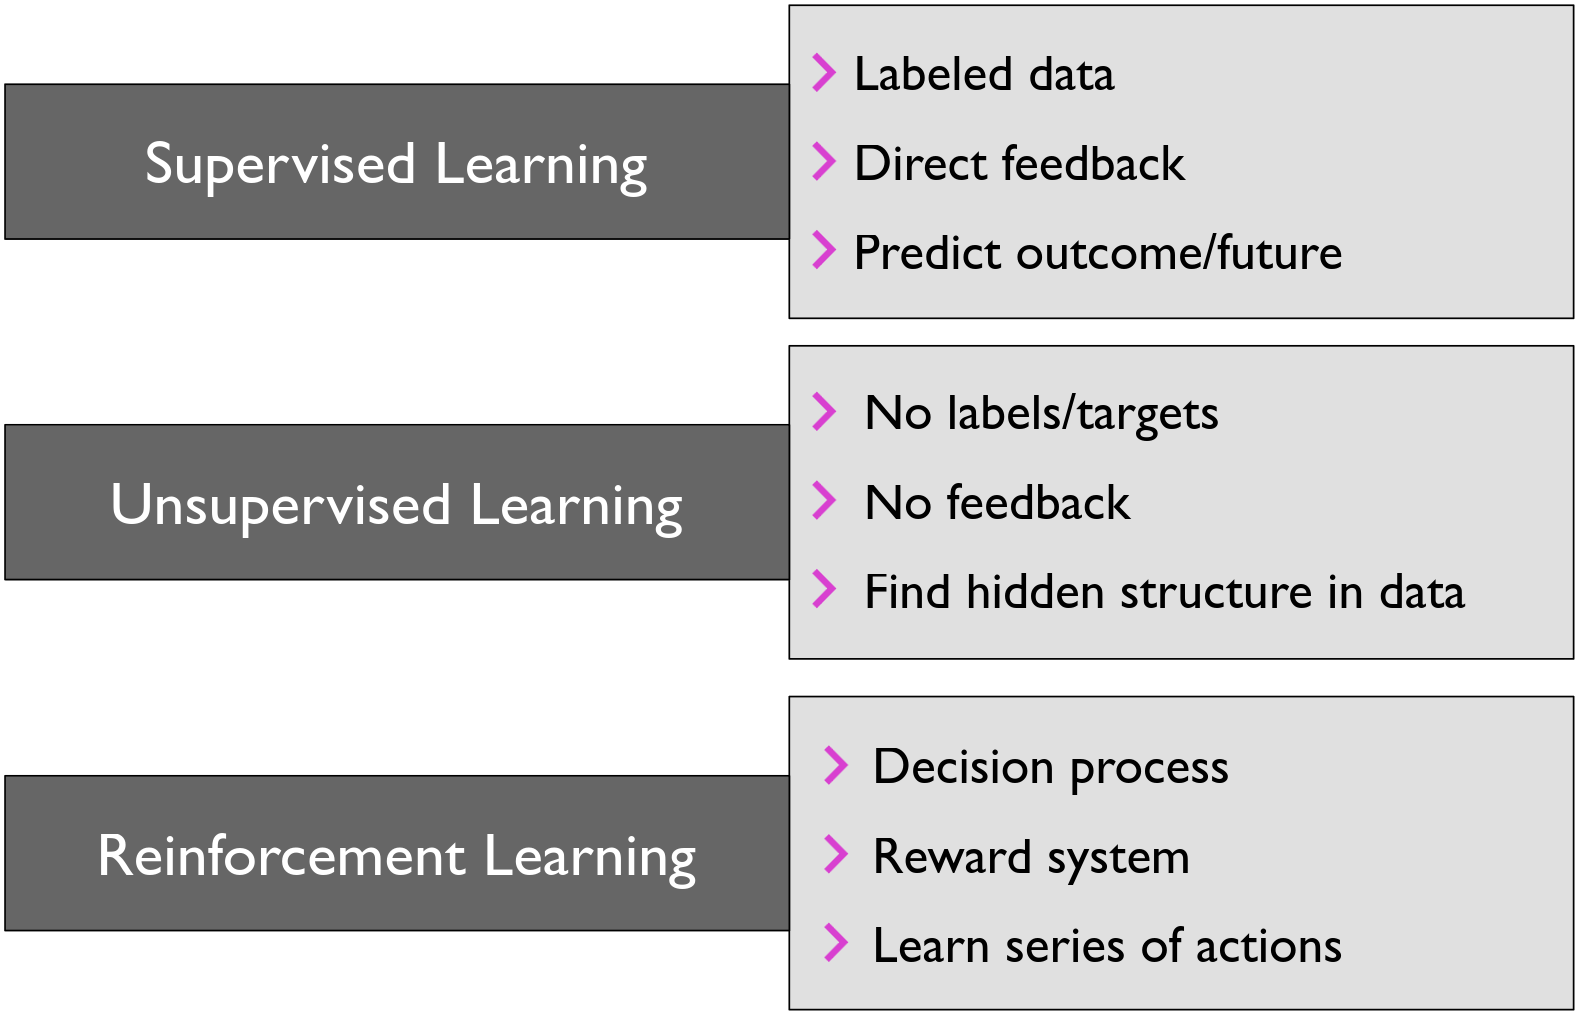 Supervised Learning
Labeled data
Direct feedback
Predict outcome/future
Unsupervised Learning
No labels/targets
No feedback
Find hidden structure in data
Reinforcement Learning
Decision process
Reward system
Learn series of actions